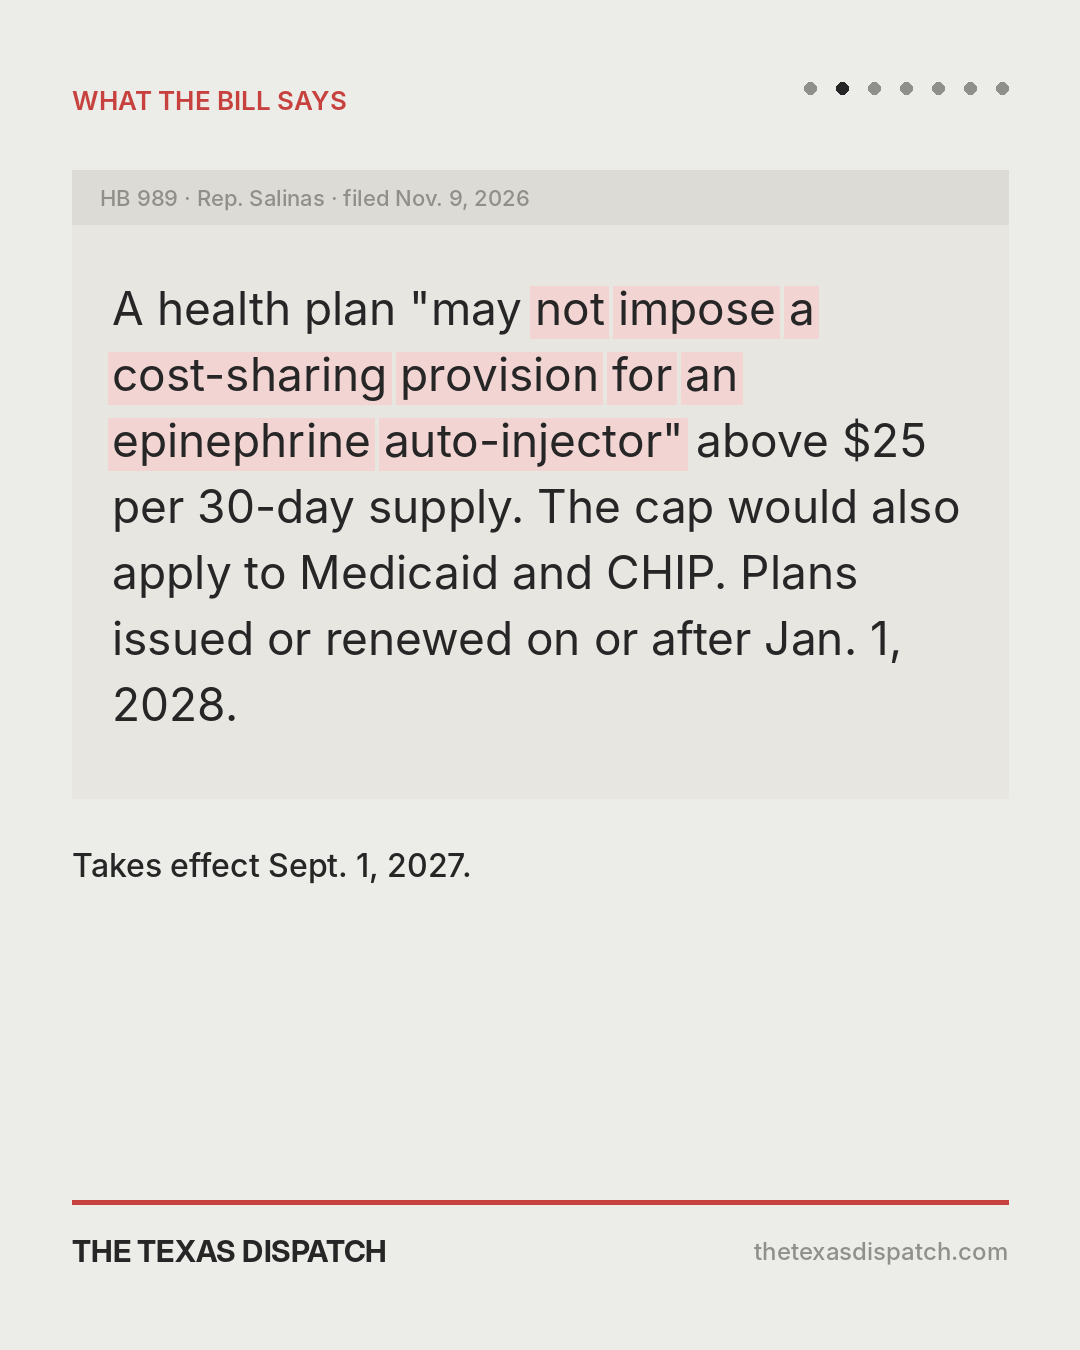 WHAT THE BILL SAYS
HB 989 · Rep. Salinas · filed Nov. 9, 2026
A health plan "may not impose a
cost-sharing provision for an
epinephrine auto-injector" above $25
per 30-day supply. The cap would also
apply to Medicaid and CHIP. Plans
issued or renewed on or after Jan. 1,
2028.
Takes effect Sept. 1, 2027.
THE TEXAS DISPATCH
thetexasdispatch.com